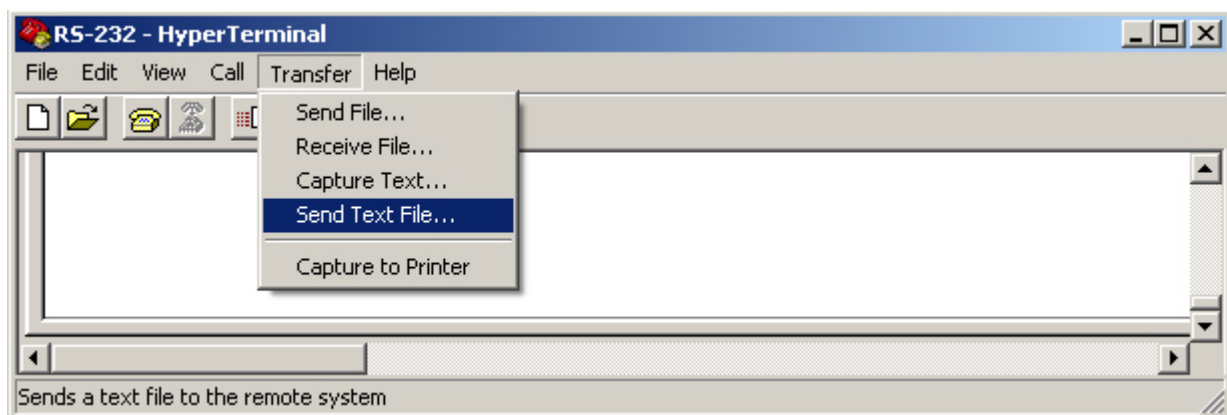 RS-232 - HyperTerminal
File Edit View Call Transfer Help
Send File...
Receive File...
Capture Text...
Send Text File...
Capture to Printer
Sends a text file to the remote system